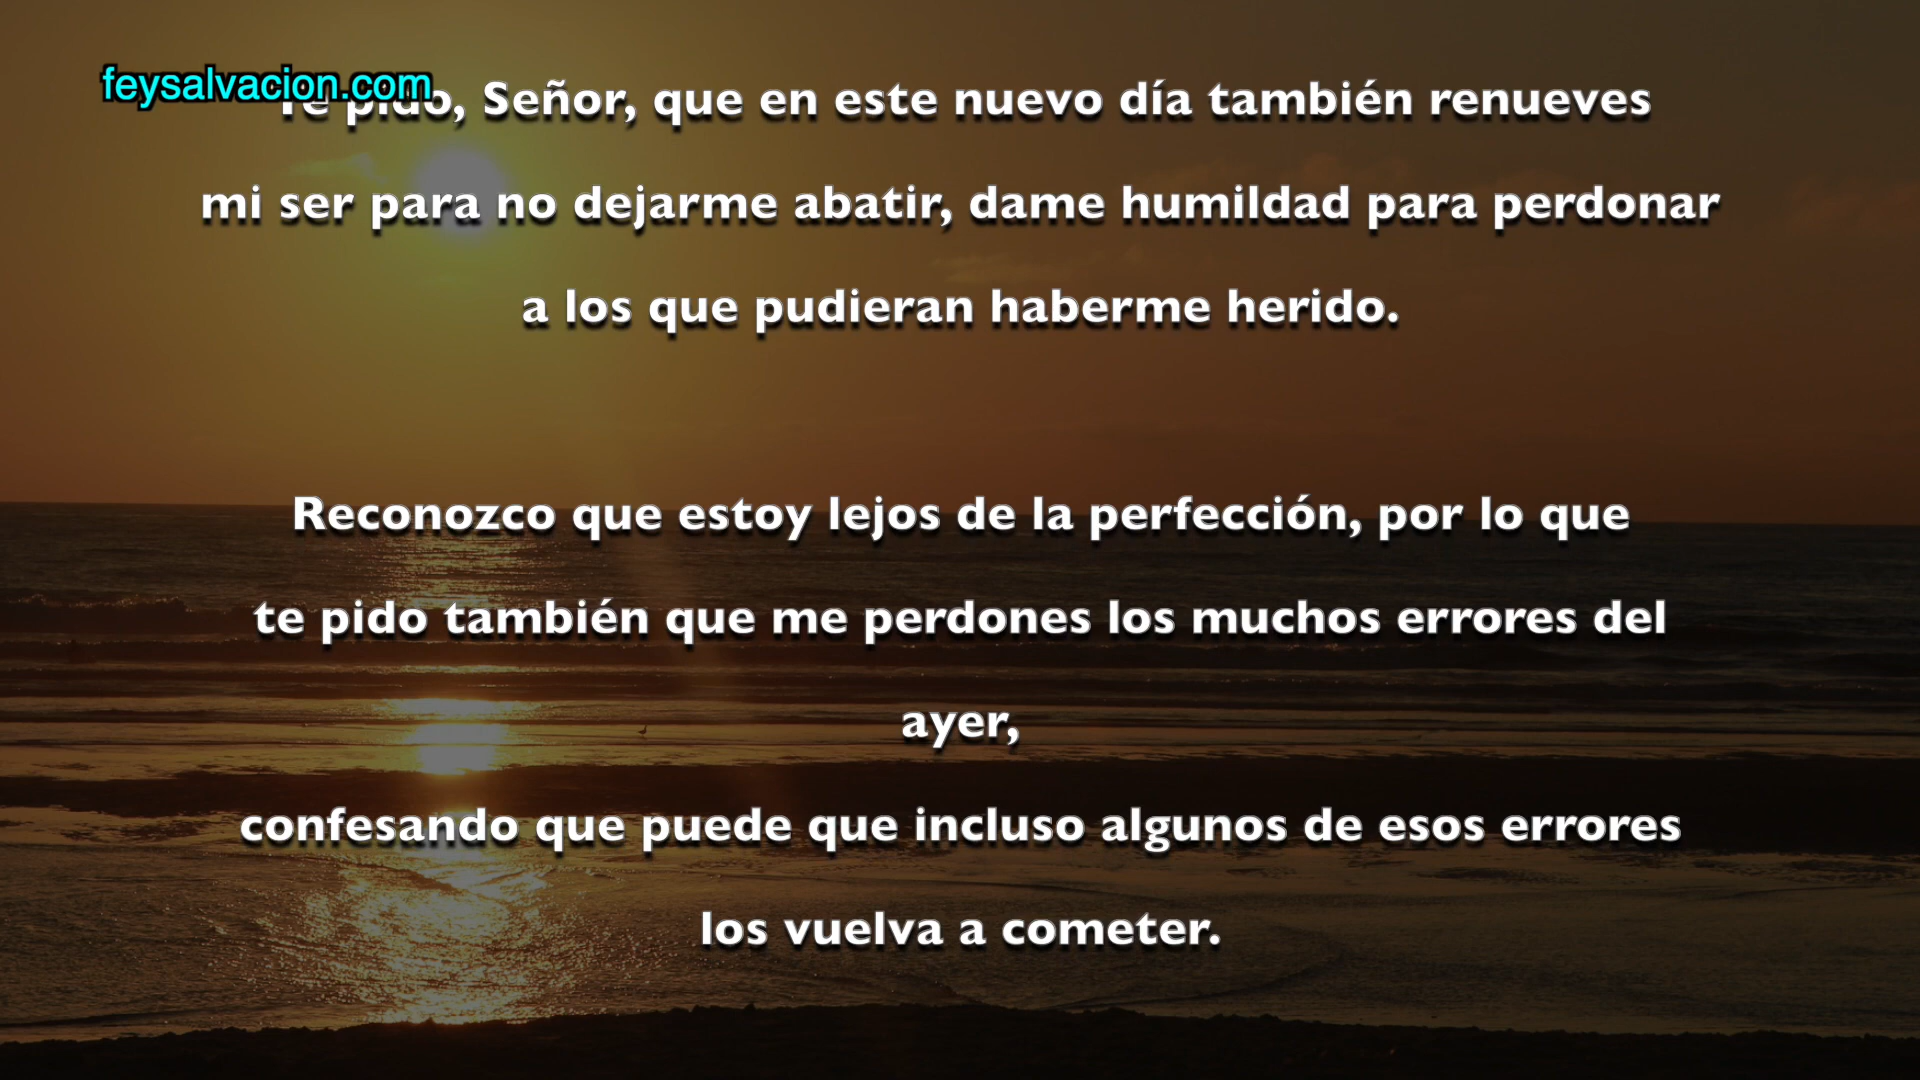 feysalvacion.com
Te pido, Señor, que en este nuevo día también renueves
mi ser para no dejarme abatir, dame humildad para perdonar
a los que pudieran haberme herido.
Reconozco que estoy lejos de la perfección, por lo que
te pido también que me perdones los muchos errores del
ayer,
confesando que puede que incluso algunos de esos errores
los vuelva a cometer.